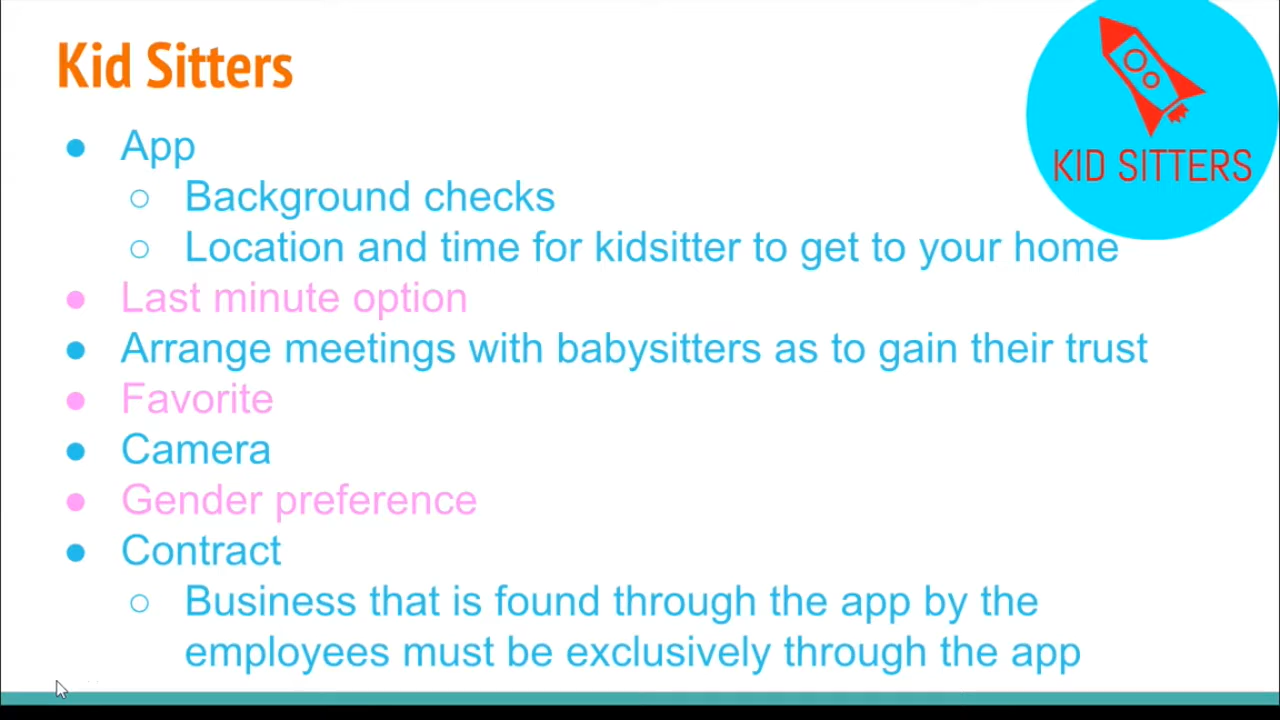 Kid Sitters
KID SITTERS
● App
○ Background checks
○ Location and time for kidsitter to get to your home
● Last minute option
● Arrange meetings with babysitters as to gain their trust
● Favorite
● Camera
● Gender preference
● Contract
○ Business that is found through the app by the
employees must be exclusively through the app